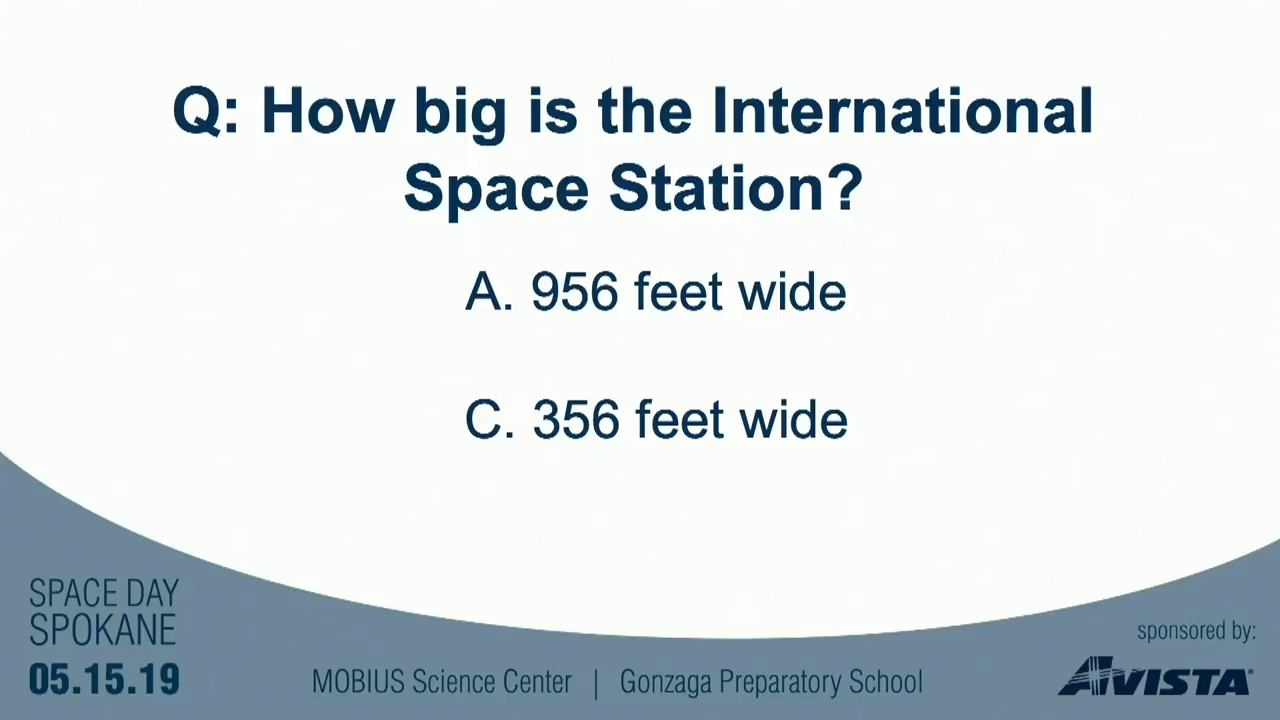 Q: How big is the International
Space Station?
A. 956 feet wide
C. 356 feet wide
SPACE DAY
SPOKANE
05.15.19
MOBIUS Science Center | Gonzaga Preparatory School
sponsored by:
AVISTA®